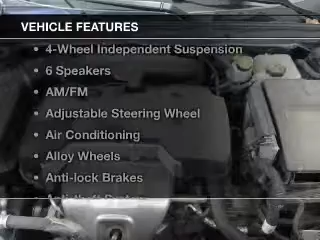 VEHICLE FEATURES
• 4-Wheel Independent Suspension
• 6 Speakers
• AM/FM
• Adjustable Steering Wheel
• Air Conditioning
• Alloy Wheels
• Anti-lock Brakes